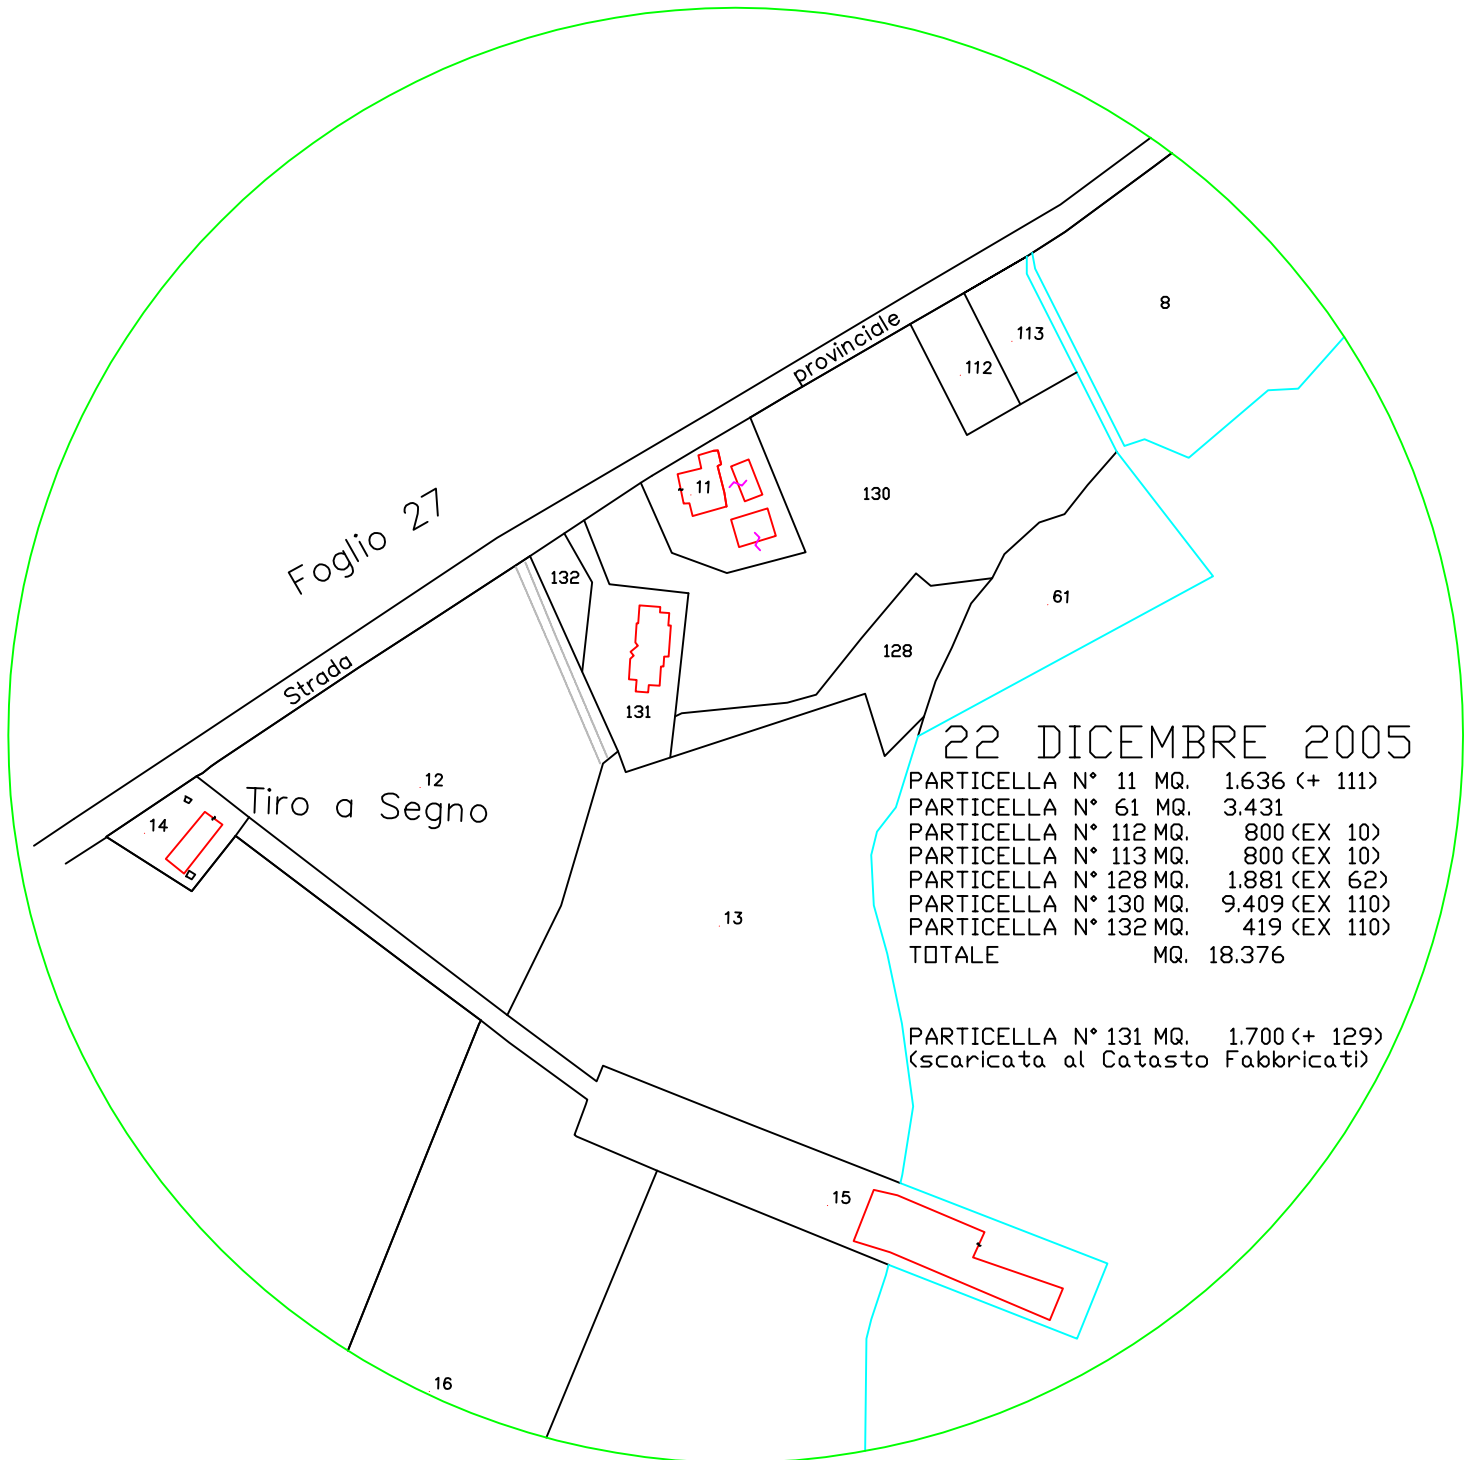 8
113
112
provinciale
11
130
Foglio 27
132
61
128
Strada
131
22 DICEMBRE 2005
12
PARTICELLA N° 11 MQ. 1.636 (+ 111)
Tiro a Segno
PARTICELLA N° 61 MQ. 3.431
14
PARTICELLA N° 112 MQ. 800 (EX 10)
PARTICELLA N° 113 MQ. 800 (EX 10)
PARTICELLA N° 128 MQ. 1.881 (EX 62)
PARTICELLA N° 130 MQ. 9.409 (EX 110)
13
PARTICELLA N° 132 MQ. 419 (EX 110)
TOTALE MQ. 18.376
PARTICELLA N° 131 MQ. 1.700 (+ 129)
(scaricata al Catasto Fabbricati)
15
16